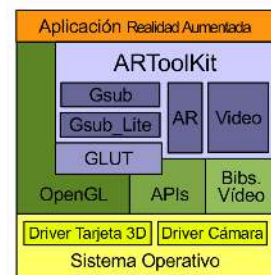 Aplicación Realidad Aumentada
ARToolKit
Gsub
Gsub_Lite
AR
Video
GLUT
OpenGL
APIs
Bibs.
Vídeo
Driver Tarjeta 3D
Driver Cámara
Sistema Operativo